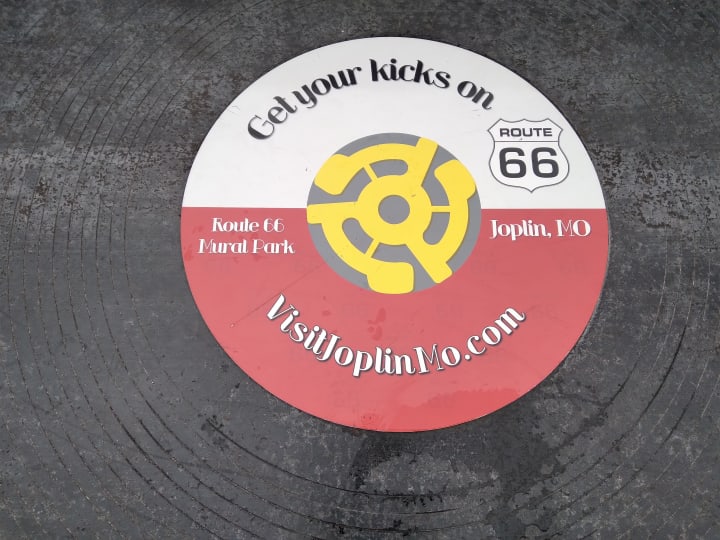 Get your kicks on
ROUTE
66
Route 66
Mural Park
Joplin, MO
VisitJoplinMo.com